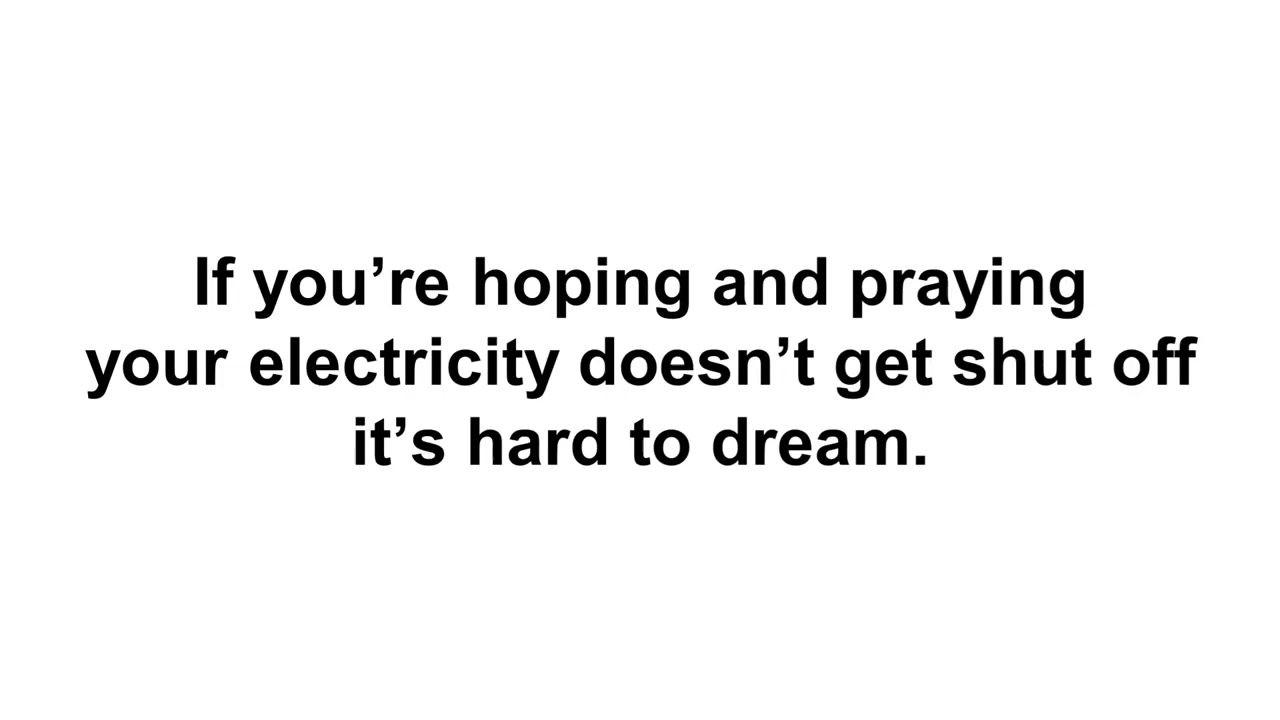 If you’re hoping and praying
your electricity doesn’t get shut off
it’s hard to dream.